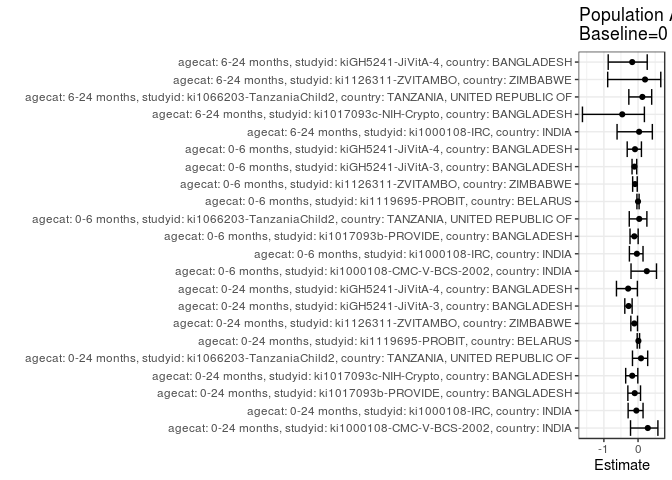 Population A
Baseline=0
agecat: 6-24 months, studyid: kiGH5241-JiVitA-4, country: BANGLADESH
agecat: 6-24 months, studyid: ki1126311-ZVITAMBO, country: ZIMBABWE
agecat: 6-24 months, studyid: ki1066203-TanzaniaChild2, country: TANZANIA, UNITED REPUBLIC OF
agecat: 6-24 months, studyid: ki1017093c-NIH-Crypto, country: BANGLADESH
agecat: 6-24 months, studyid: ki1000108-IRC, country: INDIA
agecat: 0-6 months, studyid: kiGH5241-JiVitA-4, country: BANGLADESH
agecat: 0-6 months, studyid: kiGH5241-JiVitA-3, country: BANGLADESH
agecat: 0-6 months, studyid: ki1126311-ZVITAMBO, country: ZIMBABWE
agecat: 0-6 months, studyid: ki1119695-PROBIT, country: BELARUS
agecat: 0-6 months, studyid: ki1066203-TanzaniaChild2, country: TANZANIA, UNITED REPUBLIC OF
agecat: 0-6 months, studyid: ki1017093b-PROVIDE, country: BANGLADESH
agecat: 0-6 months, studyid: ki1000108-IRC, country: INDIA
agecat: 0-6 months, studyid: ki1000108-CMC-V-BCS-2002, country: INDIA
agecat: 0-24 months, studyid: kiGH5241-JiVitA-4, country: BANGLADESH
agecat: 0-24 months, studyid: kiGH5241-JiVitA-3, country: BANGLADESH
agecat: 0-24 months, studyid: ki1126311-ZVITAMBO, country: ZIMBABWE
agecat: 0-24 months, studyid: ki1119695-PROBIT, country: BELARUS
agecat: 0-24 months, studyid: ki1066203-TanzaniaChild2, country: TANZANIA, UNITED REPUBLIC OF
agecat: 0-24 months, studyid: ki1017093c-NIH-Crypto, country: BANGLADESH
agecat: 0-24 months, studyid: ki1017093b-PROVIDE, country: BANGLADESH
agecat: 0-24 months, studyid: ki1000108-IRC, country: INDIA
agecat: 0-24 months, studyid: ki1000108-CMC-V-BCS-2002, country: INDIA
-1 0
Estimate